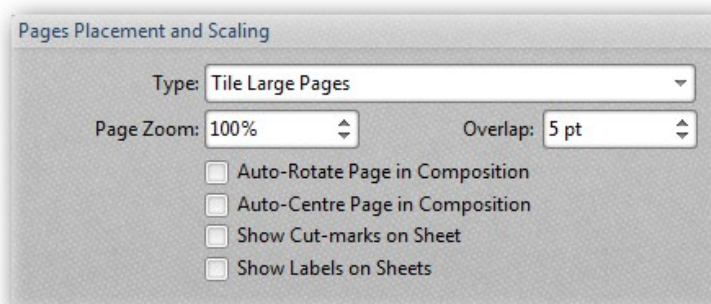 Pages Placement and Scaling
Type: Tile Large Pages
Page Zoom: 100% Overlap: 5 pt
Auto-Rotate Page in Composition
Auto-Centre Page in Composition
Show Cut-marks on Sheet
Show Labels on Sheets